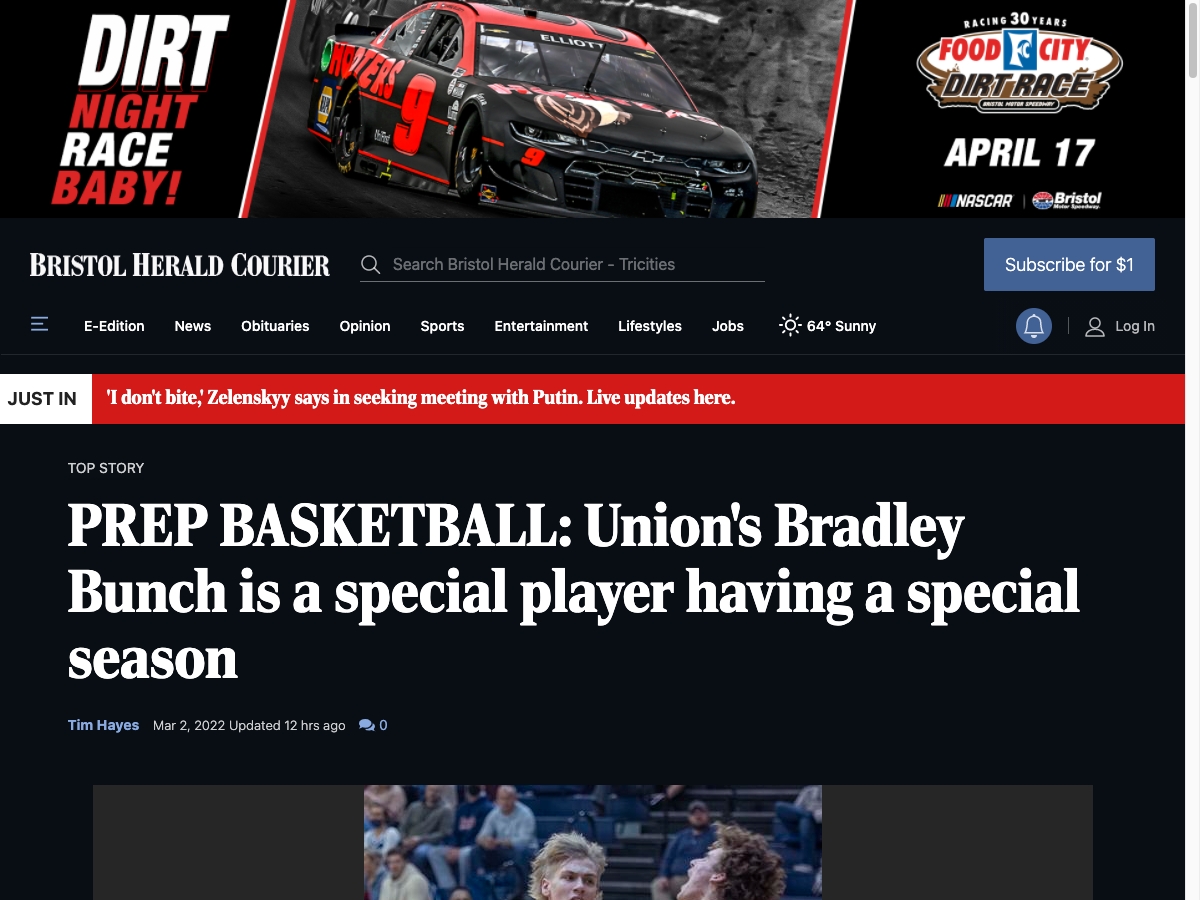 DIRT
NIGHT
RACE
BABY!
ELLIOTT
HOOTERS
9
9
RACING 30 YEARS
FOOD CITY
DIRT RACE
BRISTOL MOTOR SPEEDWAY
APRIL 17
NASCAR
Bristol
Motor Speedway.
BRISTOL HERALD COURIER
Search Bristol Herald Courier - Tricities
Subscribe for $1
E-Edition News Obituaries Opinion Sports Entertainment Lifestyles Jobs 64° Sunny Log In
JUST IN 'I don't bite,' Zelenskyy says in seeking meeting with Putin. Live updates here.
TOP STORY
PREP BASKETBALL: Union's Bradley
Bunch is a special player having a special
season
Tim Hayes Mar 2, 2022 Updated 12 hrs ago 0